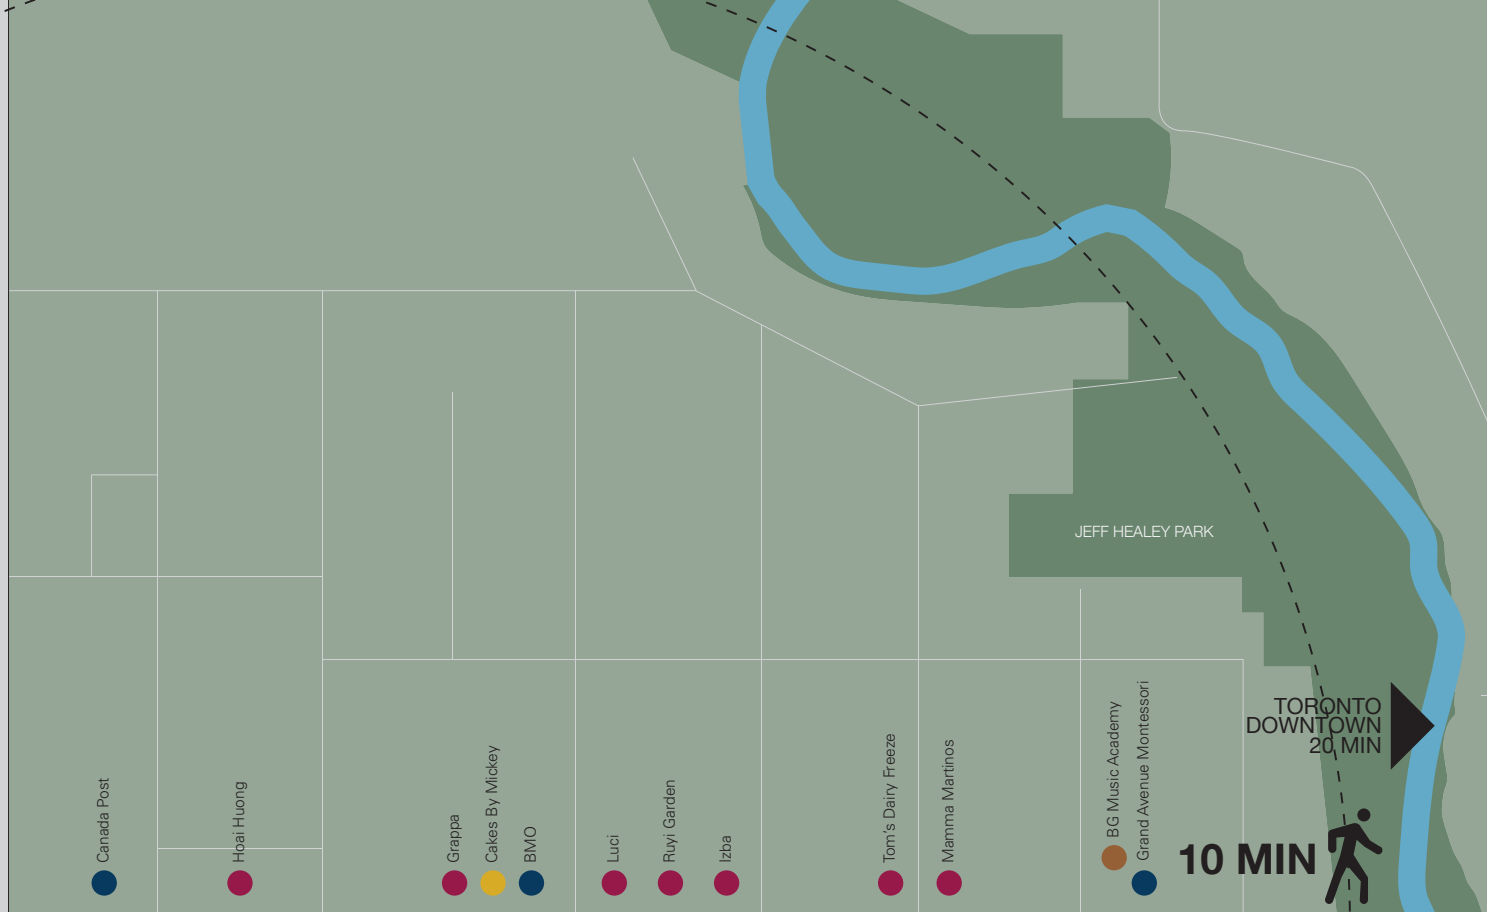 JEFF HEALEY PARK
TORONTO
DOWNTOWN
20 MIN
10 MIN
Canada Post
Hoai Huong
Grappa
Cakes By Mickey
BMO
Luci
Ruyi Garden
Izba
Tom's Dairy Freeze
Mamma Martinos
BG Music Academy
Grand Avenue Montessori